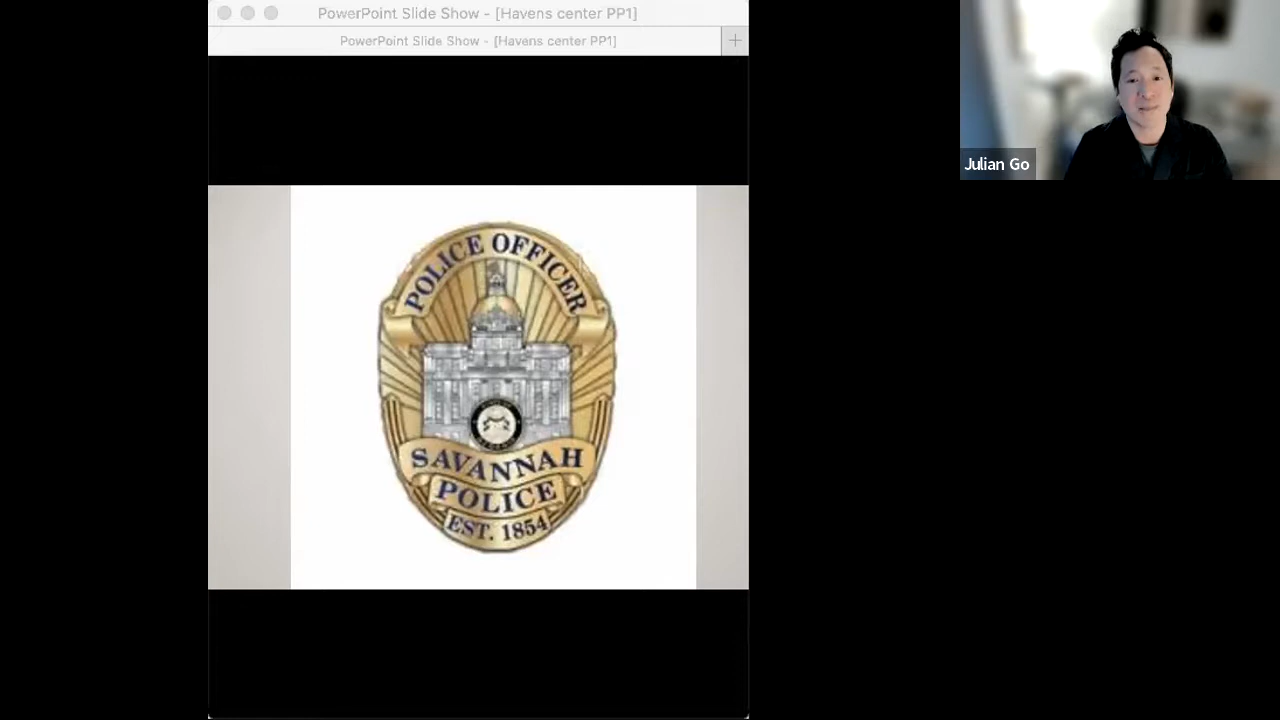 PowerPoint Slide Show - [Havens center PP1]
PowerPoint Slide Show - [Havens center PP1]
+
Julian Go
POLICE OFFICER
SAVANNAH
POLICE
EST. 1854